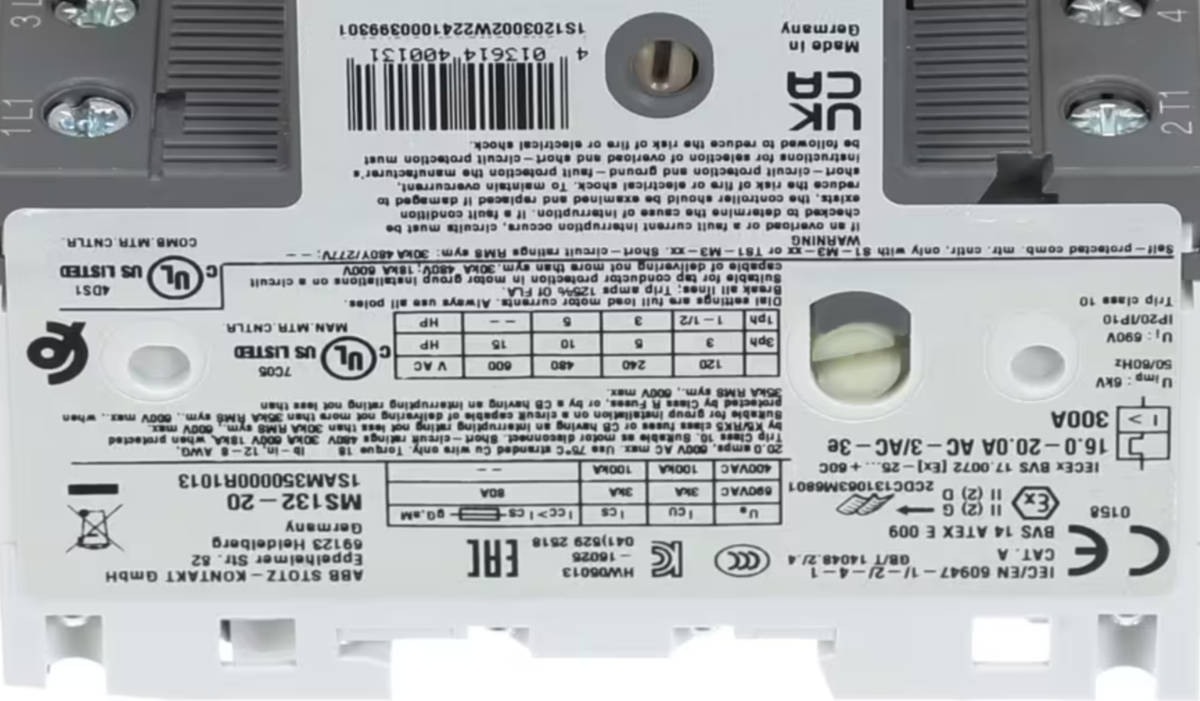 IEC/EN 60947-1/-2/-4-1
CAT. A
GB/T 14048.2/.4
CE
0158
BVS 14 ATEX E 009
Ex
II (2) G
II (2) D
2CDC131063M6801
IECEx BVS 17.0072 [Ex] -25...+60C
16.0-20.0A AC-3/AC-3e
I >
300A
Uimp: 6kV
50/60Hz
Ui: 690V
IP20/IP10
Trip class 10
CCC
HW05013
-16025
041)529 2518
EAC
ABB STOTZ-KONTAKT GmbH
Eppelheimer Str. 82
69123 Heidelberg
Germany
MS132-20
1SAM350000R1013
Ue Icu Ics Icc>Ics gG,aM
690VAC 3kA 3kA 80A
400VAC 100kA 100kA --
20.0 amps, 600V AC max. Use 75°C stranded Cu wire only. Torque 18 lb-in, 12-8 AWG,
Trip Class 10. Suitable as motor disconnect. Short-circuit ratings 480V 30kA 600V 18kA, when protected
by K5/RK5 class fuses or CB having an interrupting rating not less than 30kA RMS sym., 600V max.
Suitable for group installation on a circuit capable of delivering not more than 35kA RMS sym., 600V max., when
protected by Class R Fuses, or by a CB having an interrupting rating not less than
35kA RMS sym., 600V max.
120 240 480 600 V AC
3ph 3 5 10 15 HP
1ph 1-1/2 3 5 -- HP
7C05
C UL US LISTED
MAN.MTR.CNTLR.
Dial settings are full load motor currents. Always use all poles.
Break all lines; Trip amps 125% of FLA.
Suitable for tap conductor protection in motor group installations on a circuit
capable of delivering not more than sym.30kA 480V; 18kA 600V
4DS1
C UL US LISTED
COMB.MTR.CNTLR.
Self-protected comb. mtr. cntr. only with S1-M3-xx or TS1-M3-xx. Short-circuit ratings RMS sym: 30kA 480Y/277V; --
WARNING
If an overload or a fault current interruption occurs, circuits must be
checked to determine the cause of interruption. If a fault condition
exists, the controller should be examined and replaced if damaged to
reduce the risk of fire or electrical shock. To maintain overcurrent,
short-circuit protection and ground-fault protection the manufacturer's
instructions for selection of overload and short-circuit protection must
be followed to reduce the risk of fire or electrical shock.
UK
CA
Made in
Germany
4 013614 400131
1S1203002W22410000399301
2T1
4
1L1
3L